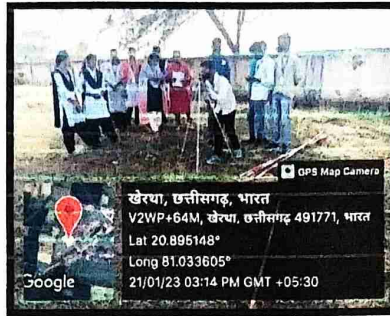 GPS Map Camera
खेरथा, छत्तीसगढ़, भारत
V2WP+64M, खेरथा, छत्तीसगढ़ 491771, भारत
Lat 20.895148°
Long 81.033605°
21/01/23 03:14 PM GMT +05:30
Google